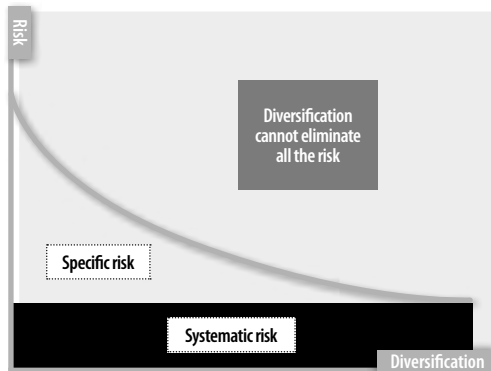 Risk
Diversification
cannot eliminate
all the risk
Specific risk
Systematic risk
Diversification